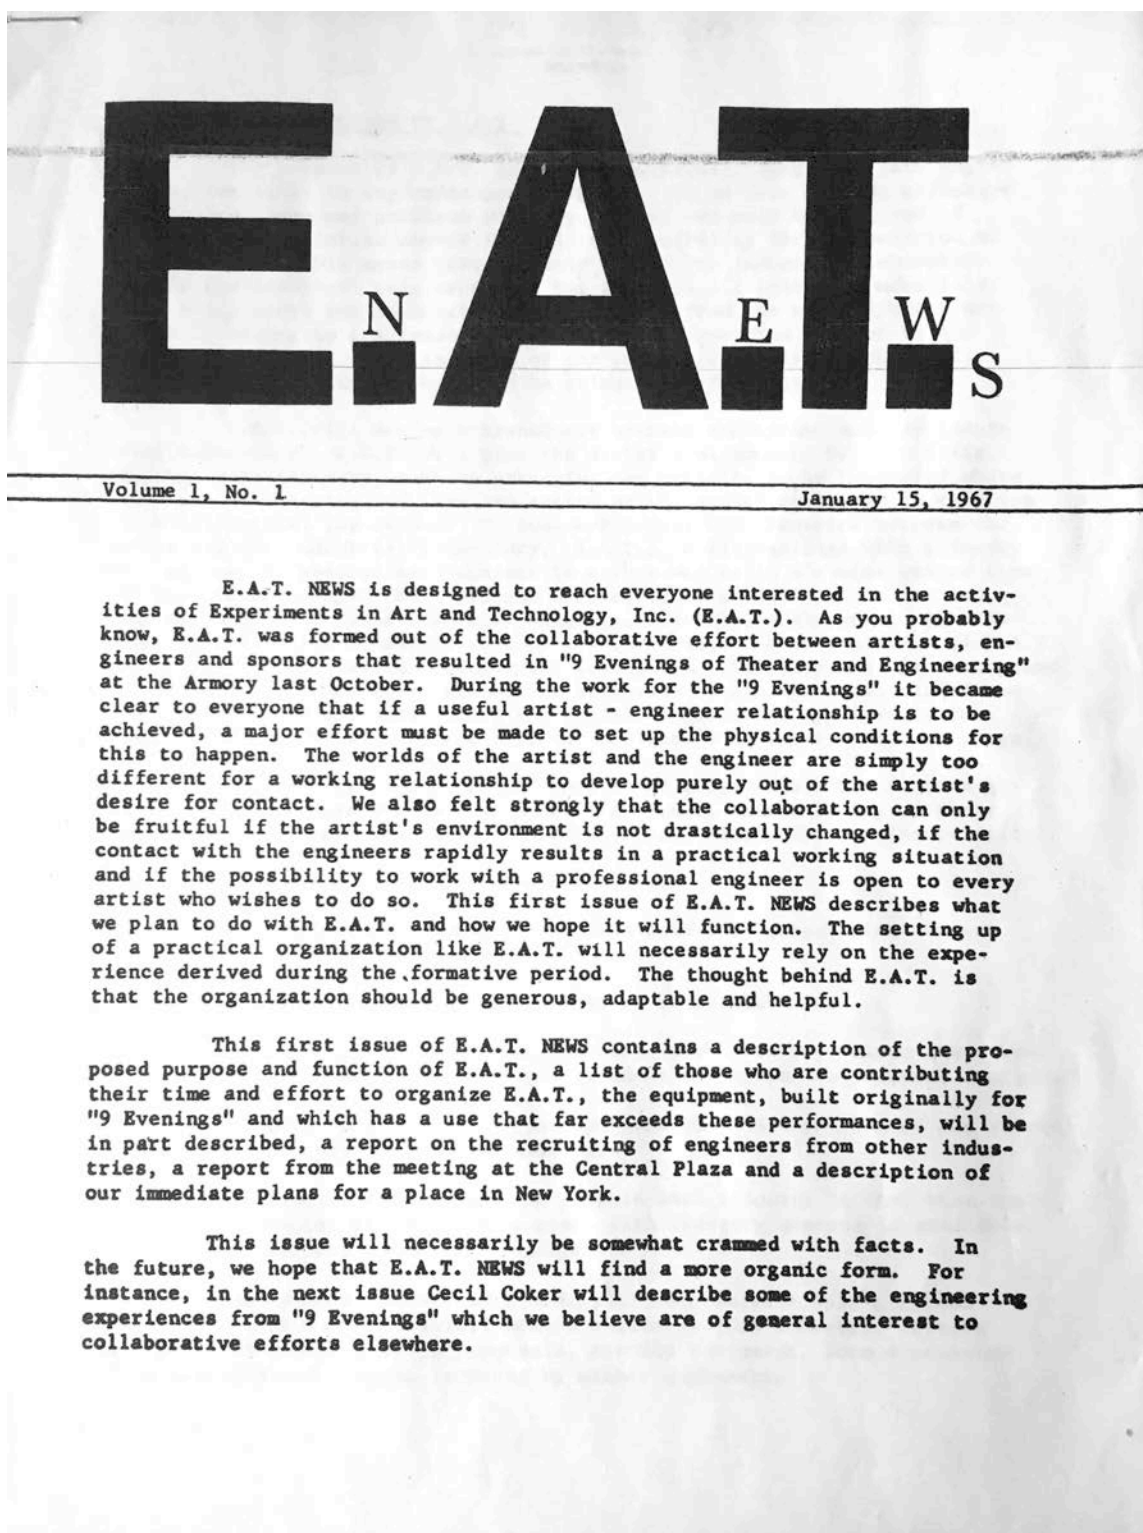 E.A.T.
N E W S
Volume 1, No. 1 January 15, 1967
E.A.T. NEWS is designed to reach everyone interested in the activ-
ities of Experiments in Art and Technology, Inc. (E.A.T.). As you probably
know, E.A.T. was formed out of the collaborative effort between artists, en-
gineers and sponsors that resulted in "9 Evenings of Theater and Engineering"
at the Armory last October. During the work for the "9 Evenings" it became
clear to everyone that if a useful artist - engineer relationship is to be
achieved, a major effort must be made to set up the physical conditions for
this to happen. The worlds of the artist and the engineer are simply too
different for a working relationship to develop purely out of the artist's
desire for contact. We also felt strongly that the collaboration can only
be fruitful if the artist's environment is not drastically changed, if the
contact with the engineers rapidly results in a practical working situation
and if the possibility to work with a professional engineer is open to every
artist who wishes to do so. This first issue of E.A.T. NEWS describes what
we plan to do with E.A.T. and how we hope it will function. The setting up
of a practical organization like E.A.T. will necessarily rely on the expe-
rience derived during the formative period. The thought behind E.A.T. is
that the organization should be generous, adaptable and helpful.
This first issue of E.A.T. NEWS contains a description of the pro-
posed purpose and function of E.A.T., a list of those who are contributing
their time and effort to organize E.A.T., the equipment, built originally for
"9 Evenings" and which has a use that far exceeds these performances, will be
in part described, a report on the recruiting of engineers from other indus-
tries, a report from the meeting at the Central Plaza and a description of
our immediate plans for a place in New York.
This issue will necessarily be somewhat crammed with facts. In
the future, we hope that E.A.T. NEWS will find a more organic form. For
instance, in the next issue Cecil Coker will describe some of the engineering
experiences from "9 Evenings" which we believe are of general interest to
collaborative efforts elsewhere.